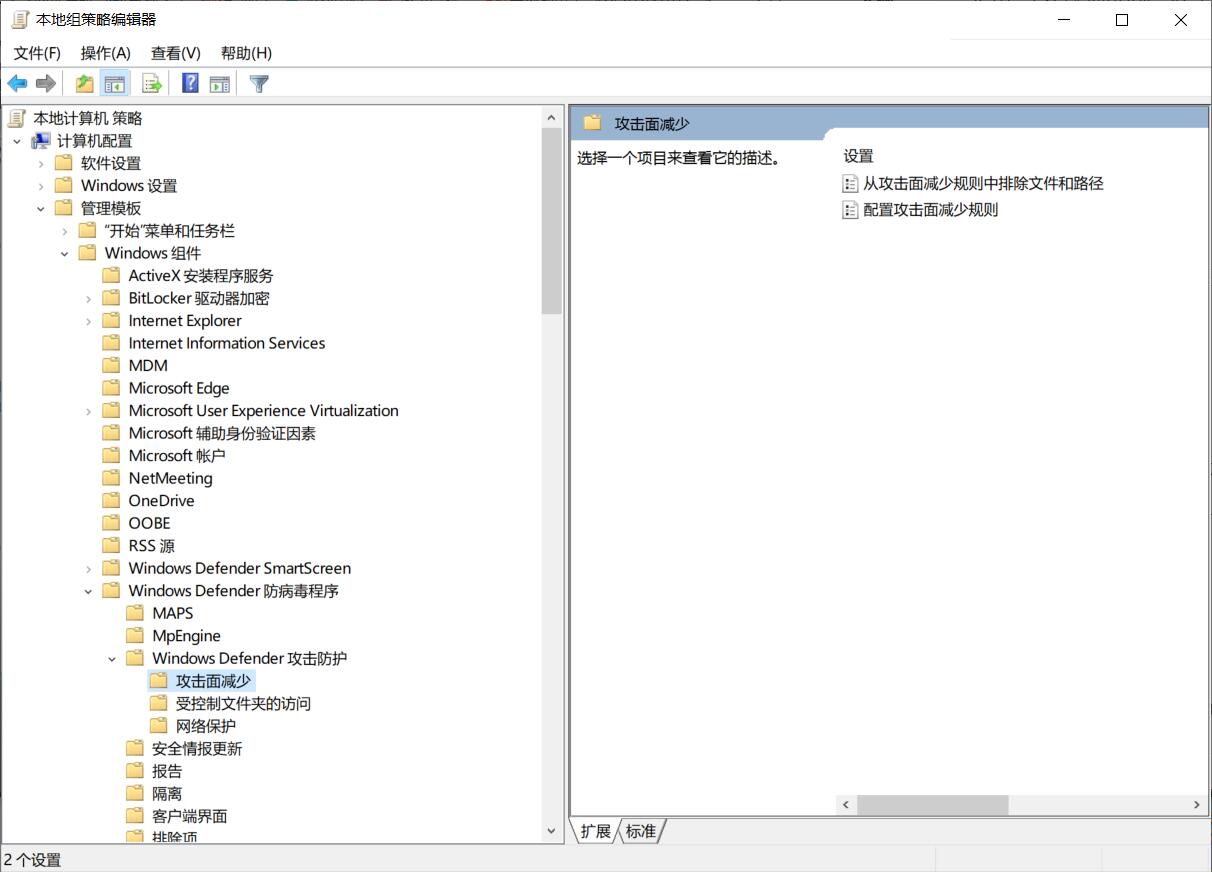 本地组策略编辑器
文件(F) 操作(A) 查看(V) 帮助(H)
本地计算机 策略
计算机配置
软件设置
Windows 设置
管理模板
“开始”菜单和任务栏
Windows 组件
ActiveX 安装程序服务
BitLocker 驱动器加密
Internet Explorer
Internet Information Services
MDM
Microsoft Edge
Microsoft User Experience Virtualization
Microsoft 辅助身份验证因素
Microsoft 帐户
NetMeeting
OneDrive
OOBE
RSS 源
Windows Defender SmartScreen
Windows Defender 防病毒程序
MAPS
MpEngine
Windows Defender 攻击防护
攻击面减少
受控制文件夹的访问
网络保护
安全情报更新
报告
隔离
客户端界面
排除项
攻击面减少
选择一个项目来查看它的描述。
设置
从攻击面减少规则中排除文件和路径
配置攻击面减少规则
扩展 标准
2 个设置